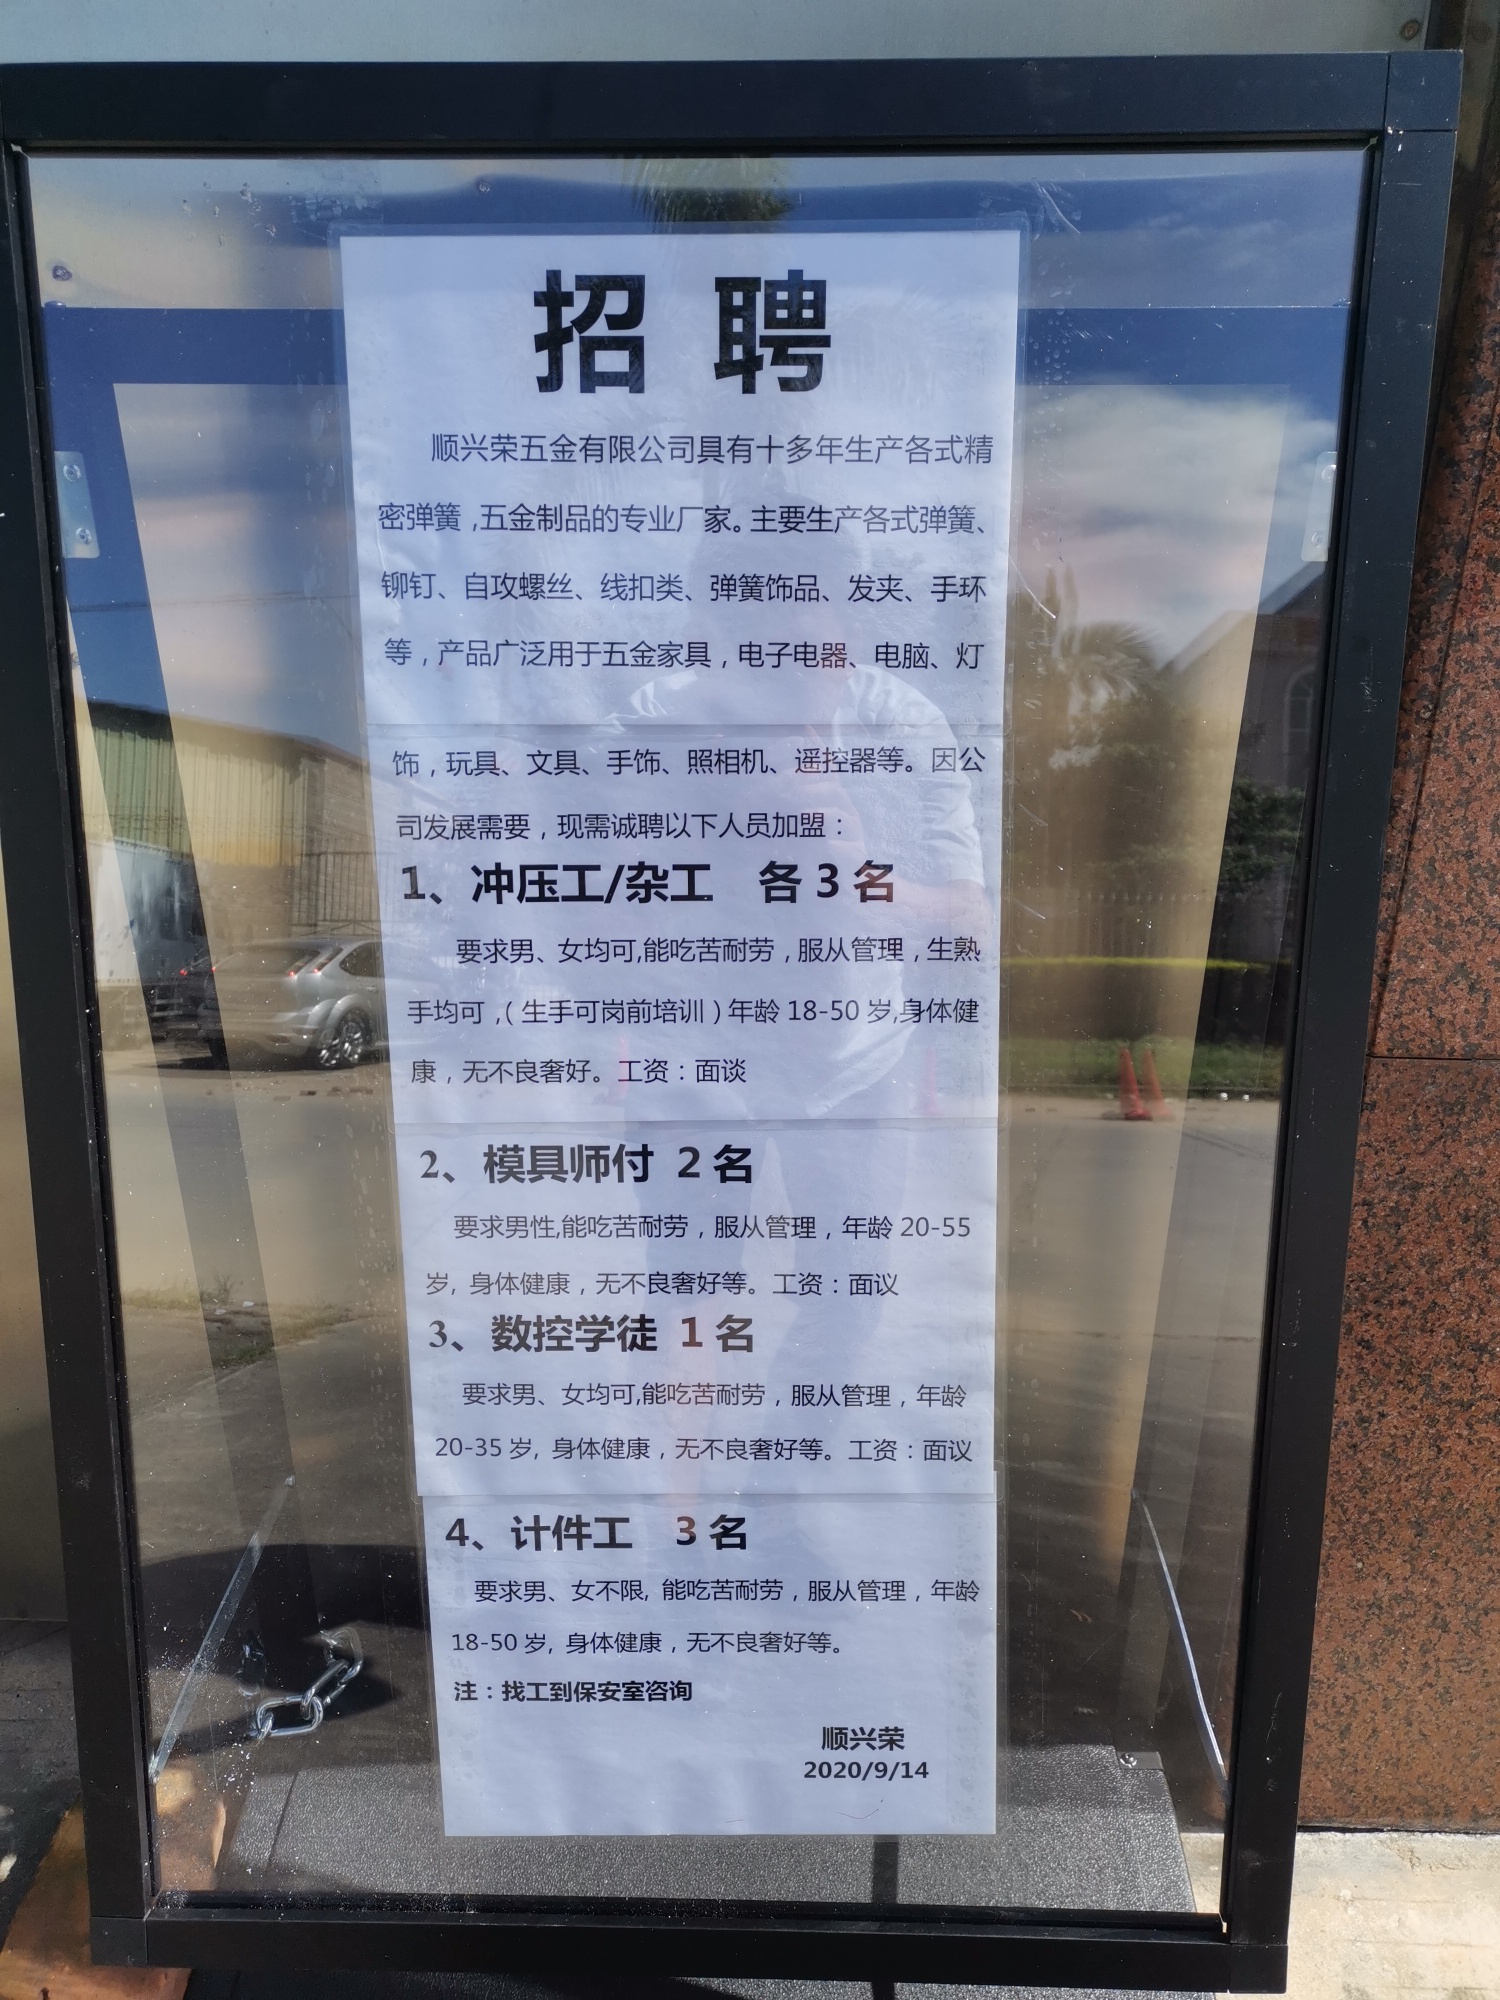 招 聘
顺兴荣五金有限公司具有十多年生产各式精
密弹簧,五金制品的专业厂家。主要生产各式弹簧、
铆钉、自攻螺丝、线扣类、弹簧饰品、发夹、手环
等，产品广泛用于五金家具，电子电器、电脑、灯
饰，玩具、文具、手饰、照相机、遥控器等。因公
司发展需要，现需诚聘以下人员加盟：
1、冲压工/杂工 各3名
要求男、女均可,能吃苦耐劳，服从管理，生熟
手均可，（生手可岗前培训）年龄18-50岁,身体健
康，无不良奢好。工资：面谈
2、模具师付 2名
要求男性,能吃苦耐劳，服从管理，年龄20-55
岁, 身体健康，无不良奢好等。工资：面议
3、数控学徒 1名
要求男、女均可,能吃苦耐劳，服从管理，年龄
20-35岁, 身体健康，无不良奢好等。工资：面议
4、计件工 3名
要求男、女不限, 能吃苦耐劳，服从管理，年龄
18-50岁, 身体健康，无不良奢好等。
注：找工到保安室咨询
顺兴荣
2020/9/14